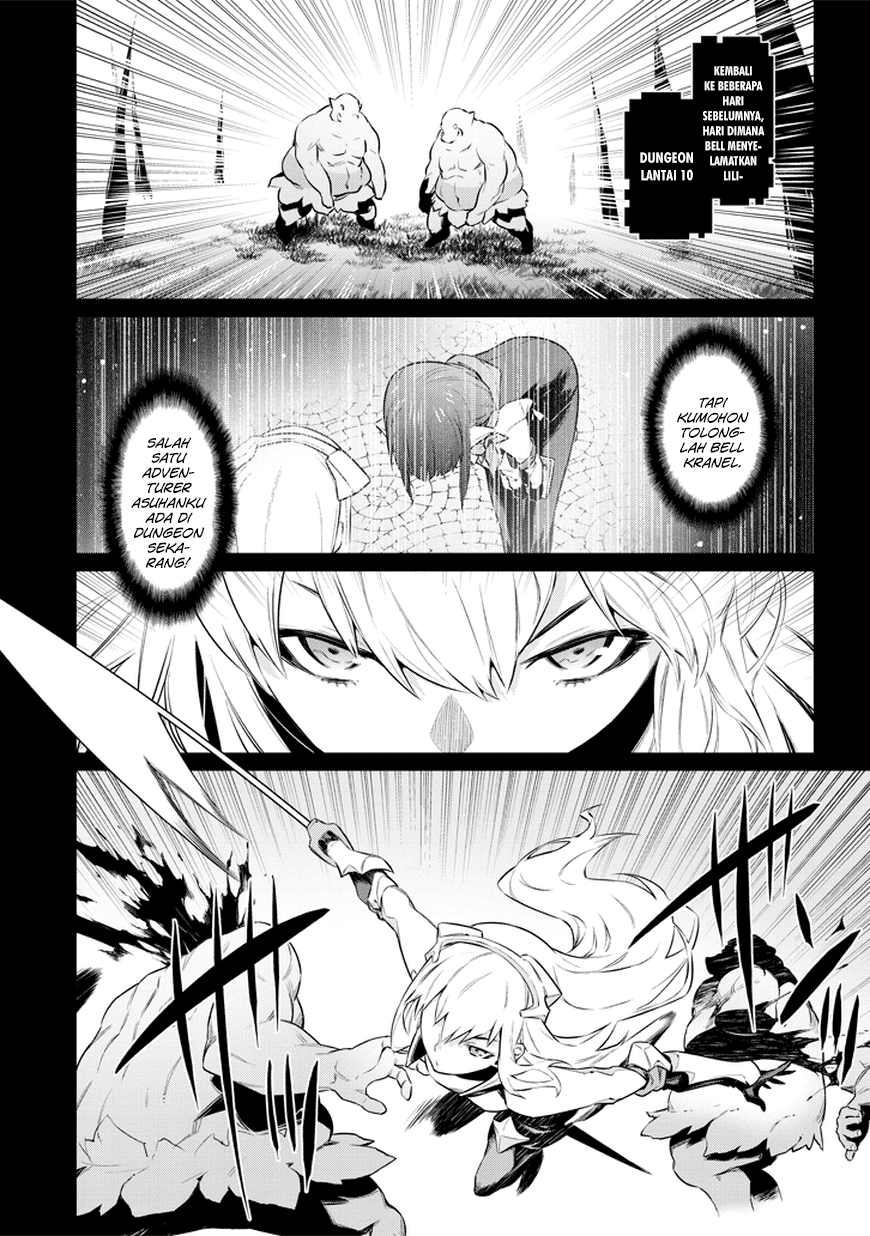 KEMBALI
KE BEBERAPA
HARI
SEBELUMNYA,
HARI DIMANA
BELL MENYE-
LAMATKAN
LILI-
DUNGEON
LANTAI 10
TAPI
KUMOHON
TOLONG-
LAH BELL
KRANEL.
SALAH
SATU
ADVEN-
TURER
ASUHANKU
ADA DI
DUNGEON
SEKA-
RANG!